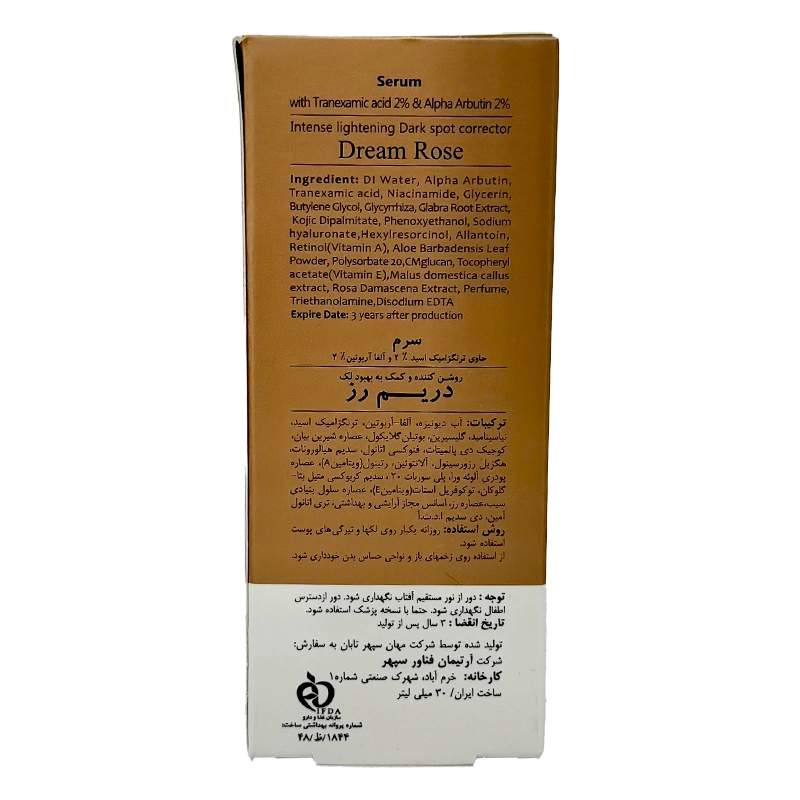 Serum
with Tranexamic acid 2% & Alpha Arbutin 2%
Intense lightening Dark spot corrector
Dream Rose
Ingredient: DI Water, Alpha Arbutin,
Tranexamic acid, Niacinamide, Glycerin,
Butylene Glycol, Glycyrrhiza, Glabra Root Extract,
Kojic Dipalmitate, Phenoxyethanol, Sodium
hyaluronate,Hexylresorcinol, Allantoin,
Retinol(Vitamin A), Aloe Barbadensis Leaf
Powder, Polysorbate 20,CMglucan, Tocopheryl
acetate(Vitamin E),Malus domestica callus
extract, Rosa Damascena Extract, Perfume,
Triethanolamine,Disodium EDTA
Expire Date: 3 years after production
سرم
حاوی ترنگزامیک اسید ۲٪ و آلفا آربوتین ۲٪
روشن کننده و کمک به بهبود لک
دریم رز
ترکیبات: آب دیونیزه، آلفا-آربوتین، ترنگزامیک اسید،
نیاسینامید، گلیسیرین، بوتیلن گلایکول، عصاره شیرین بیان،
کوجیک دی پالمیتات، فنوکسی اتانول، سدیم هیالورونات،
هگزیل رزورسینول، آلانتوئین، رتینول(ویتامینA)، عصاره
پودری آلوئه ورا، پلی سوربات ۲۰، سدیم کربوکسی متیل بتا-
گلوکان، توکوفریل استات(ویتامینE)، عصاره سلول بنیادی
سیب،عصاره رز، اسانس مجاز آرایشی و بهداشتی، تری اتانول
آمین، دی سدیم ا.د.ت.آ
روش استفاده: روزانه یکبار روی لکها و تیرگی‌های پوست
استفاده شود.
از استفاده روی زخمهای باز و نواحی حساس بدن خودداری شود.
توجه : دور از نور مستقیم آفتاب نگهداری شود. دور ازدسترس
اطفال نگهداری شود. حتما با نسخه پزشک استفاده شود.
تاریخ انقضا : ۳ سال پس از تولید
تولید شده توسط شرکت مهان سپهر تابان به سفارش:
شرکت آرتیمان فناور سپهر
کارخانه: خرم آباد، شهرک صنعتی شماره۱
ساخت ایران/ ۳۰ میلی لیتر
IFDA
سازمان غذا و دارو
شماره پروانه بهداشتی ساخت:
۴۸/ظ/۱۸۴۴